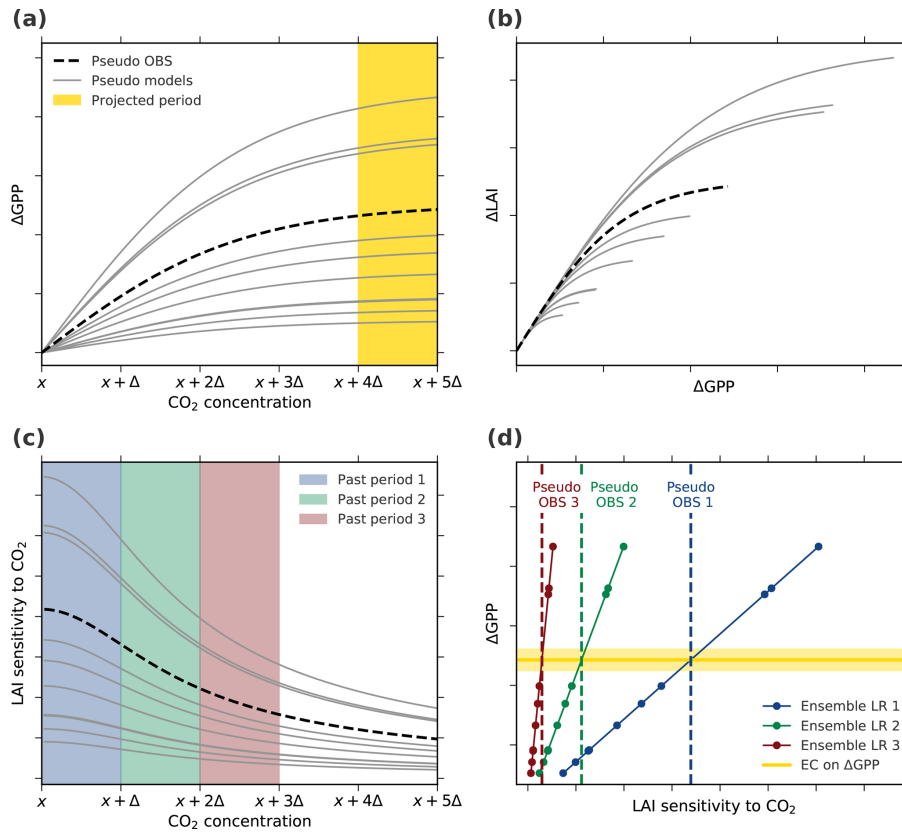 (a)
Pseudo OBS
Pseudo models
Projected period
ΔGPP
x
x + Δ
x + 2Δ
x + 3Δ
x + 4Δ
x + 5Δ
CO₂ concentration
(b)
ΔLAI
ΔGPP
(c)
Past period 1
Past period 2
Past period 3
LAI sensitivity to CO₂
x
x + Δ
x + 2Δ
x + 3Δ
x + 4Δ
x + 5Δ
CO₂ concentration
(d)
Pseudo
OBS 3
Pseudo
OBS 2
Pseudo
OBS 1
ΔGPP
Ensemble LR 1
Ensemble LR 2
Ensemble LR 3
EC on ΔGPP
LAI sensitivity to CO₂